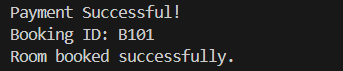 Payment Successful!
Booking ID: B101
Room booked successfully.